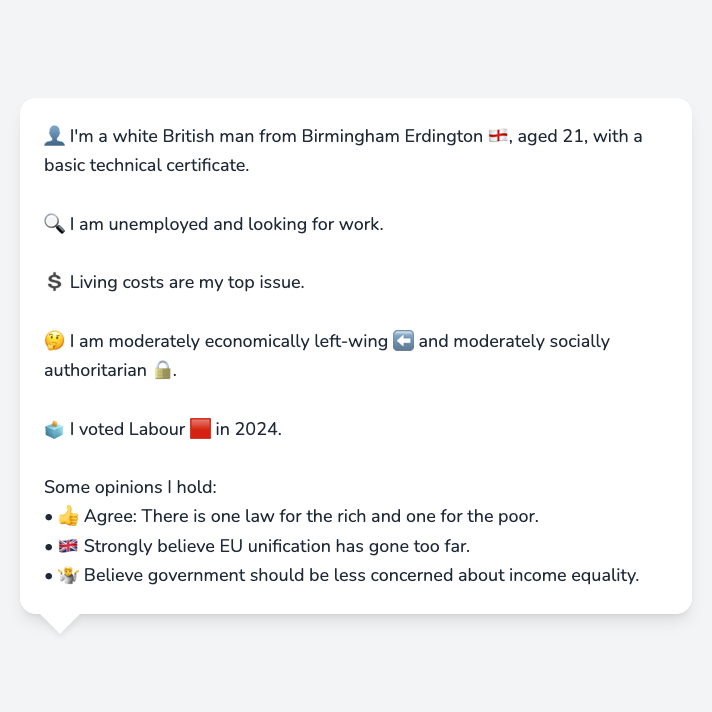 👤 I'm a white British man from Birmingham Erdington 🏴󠁧󠁢󠁥󠁮󠁧󠁿, aged 21, with a
basic technical certificate.
🔍 I am unemployed and looking for work.
💲 Living costs are my top issue.
🤔 I am moderately economically left-wing ⬅️ and moderately socially
authoritarian 🔒.
🗳️ I voted Labour 🟥 in 2024.
Some opinions I hold:
• 👍 Agree: There is one law for the rich and one for the poor.
• 🇬🇧 Strongly believe EU unification has gone too far.
• 🤷 Believe government should be less concerned about income equality.